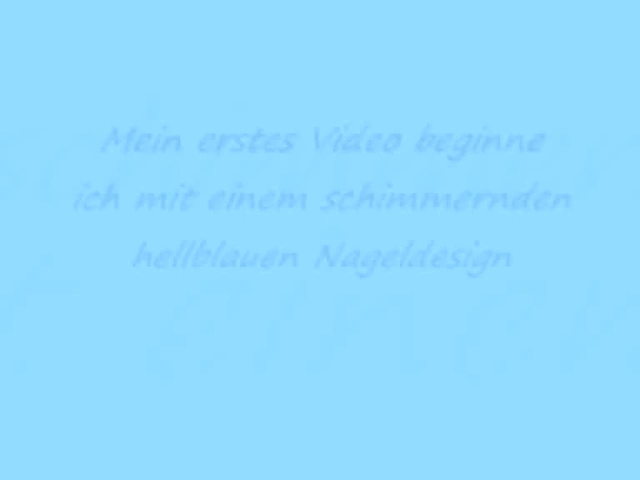 Mein erstes Video beginne
ich mit einem schimmernden
hellblauen Nageldesign